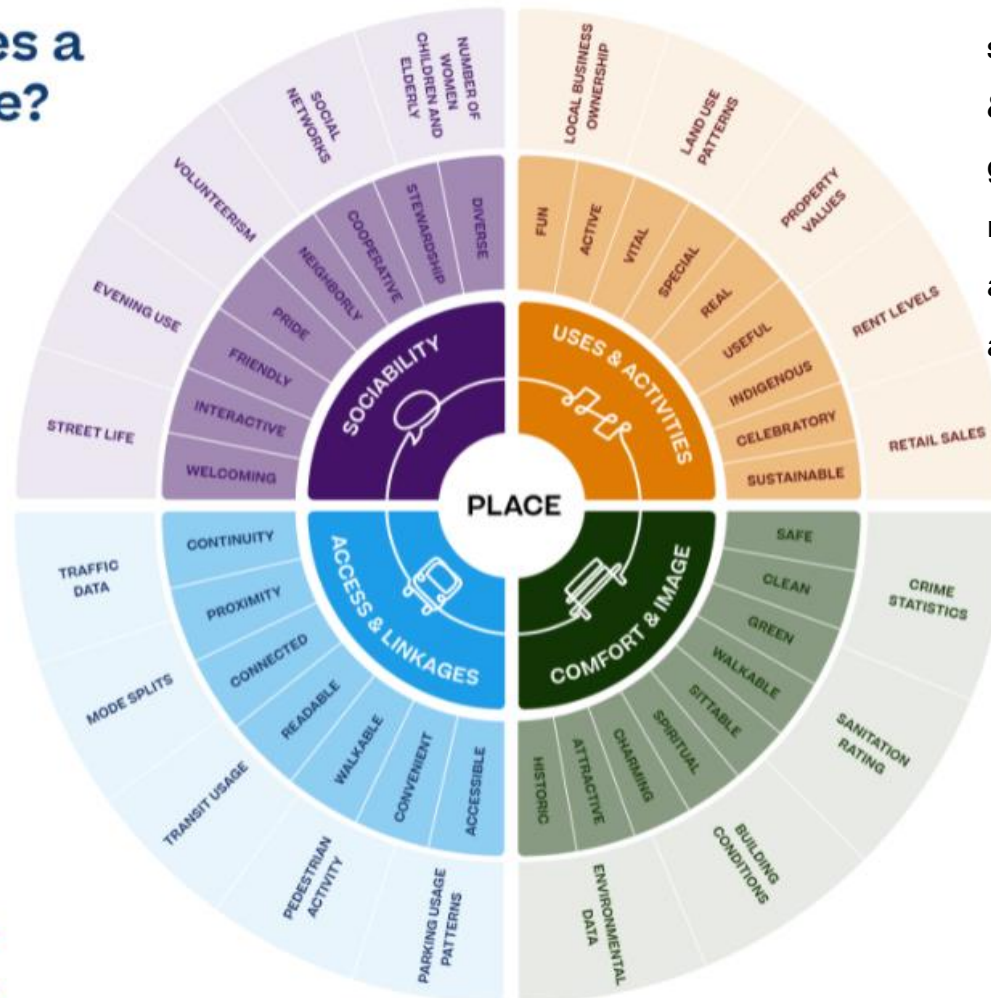 es a
e?
NUMBER OF
WOMEN
CHILDREN AND
ELDERLY
SOCIAL
NETWORKS
VOLUNTEERISM
EVENING USE
STREET LIFE
DIVERSE
STEWARDSHIP
COOPERATIVE
NEIGHBORLY
PRIDE
FRIENDLY
INTERACTIVE
WELCOMING
SOCIABILITY
LOCAL BUSINESS
OWNERSHIP
LAND USE
PATTERNS
PROPERTY
VALUES
RENT LEVELS
RETAIL SALES
FUN
ACTIVE
VITAL
SPECIAL
REAL
USEFUL
INDIGENOUS
CELEBRATORY
SUSTAINABLE
USES & ACTIVITIES
PLACE
ACCESS & LINKAGES
CONTINUITY
PROXIMITY
CONNECTED
READABLE
WALKABLE
CONVENIENT
ACCESSIBLE
TRAFFIC
DATA
MODE SPLITS
TRANSIT USAGE
PEDESTRIAN
ACTIVITY
PARKING USAGE
PATTERNS
COMFORT & IMAGE
SAFE
CLEAN
GREEN
WALKABLE
SITTABLE
SPIRITUAL
CHARMING
ATTRACTIVE
HISTORIC
CRIME
STATISTICS
SANITATION
RATING
BUILDING
CONDITIONS
ENVIRONMENTAL
DATA